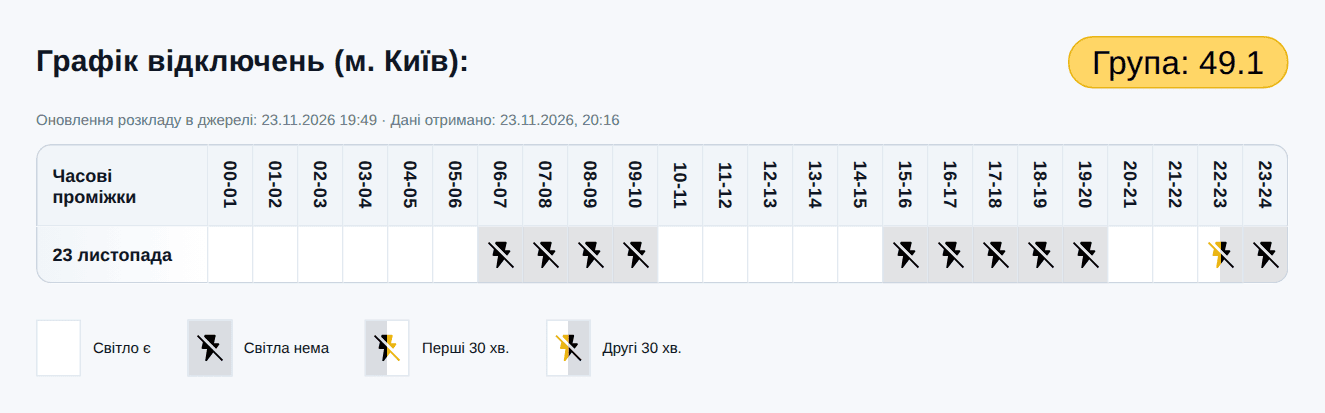 Графік відключень (м. Київ):
Група: 49.1
Оновлення розкладу в джерелі: 23.11.2026 19:49 · Дані отримано: 23.11.2026, 20:16
Часові
проміжки
00-01
01-02
02-03
03-04
04-05
05-06
06-07
07-08
08-09
09-10
10-11
11-12
12-13
13-14
14-15
15-16
16-17
17-18
18-19
19-20
20-21
21-22
22-23
23-24
23 листопада
Світло є
Світла нема
Перші 30 хв.
Другі 30 хв.